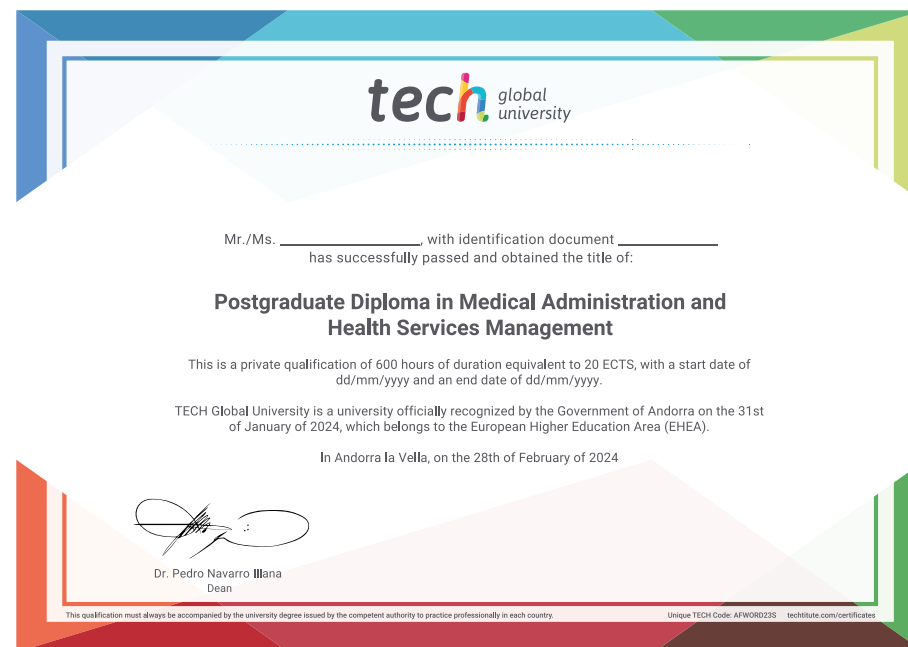 tech global university
Mr./Ms. ____________________, with identification document ______________
has successfully passed and obtained the title of:
Postgraduate Diploma in Medical Administration and
Health Services Management
This is a private qualification of 600 hours of duration equivalent to 20 ECTS, with a start date of
dd/mm/yyyy and an end date of dd/mm/yyyy.
TECH Global University is a university officially recognized by the Government of Andorra on the 31st
of January of 2024, which belongs to the European Higher Education Area (EHEA).
In Andorra la Vella, on the 28th of February of 2024
Dr. Pedro Navarro Illana
Dean
This qualification must always be accompanied by the university degree issued by the competent authority to practice professionally in each country.
Unique TECH Code: AFWORD23S techtitute.com/certificates